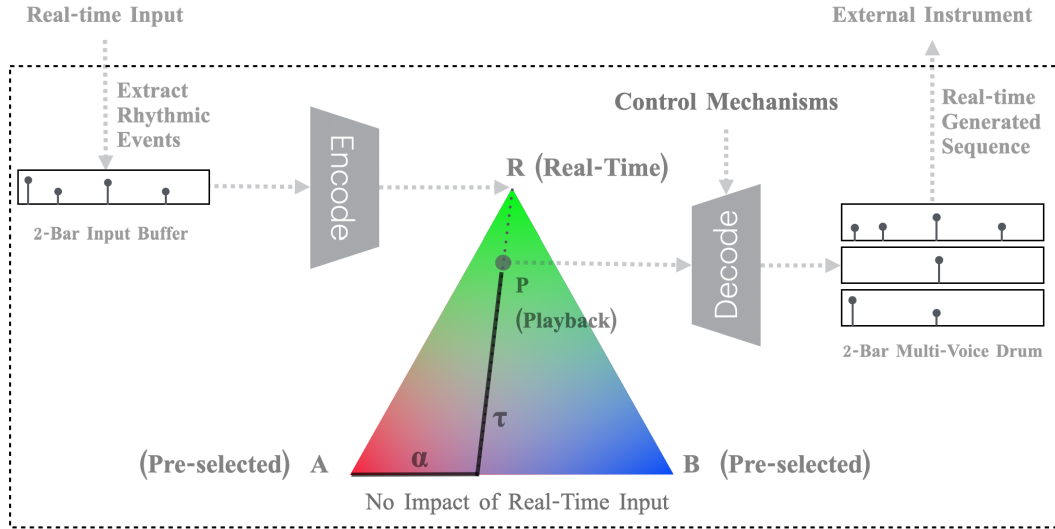 Real-time Input
External Instrument
Extract
Rhythmic
Events
Control Mechanisms
Real-time
Generated
Sequence
Encode
R (Real-Time)
2-Bar Input Buffer
Decode
P
(Playback)
2-Bar Multi-Voice Drum
τ
(Pre-selected) A
α
B (Pre-selected)
No Impact of Real-Time Input